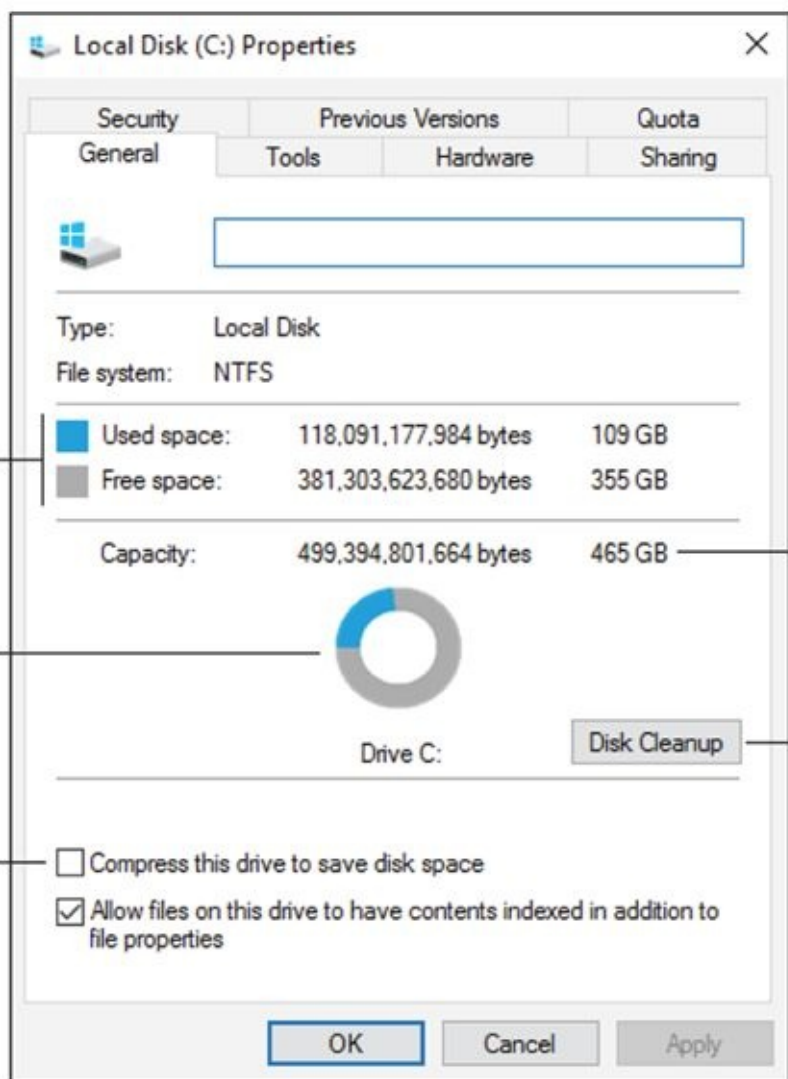 Local Disk (C:) Properties
Security Previous Versions Quota
General Tools Hardware Sharing
Type: Local Disk
File system: NTFS
Used space: 118,091,177,984 bytes 109 GB
Free space: 381,303,623,680 bytes 355 GB
Capacity: 499,394,801,664 bytes 465 GB
Drive C: Disk Cleanup
Compress this drive to save disk space
Allow files on this drive to have contents indexed in addition to
file properties
OK Cancel Apply